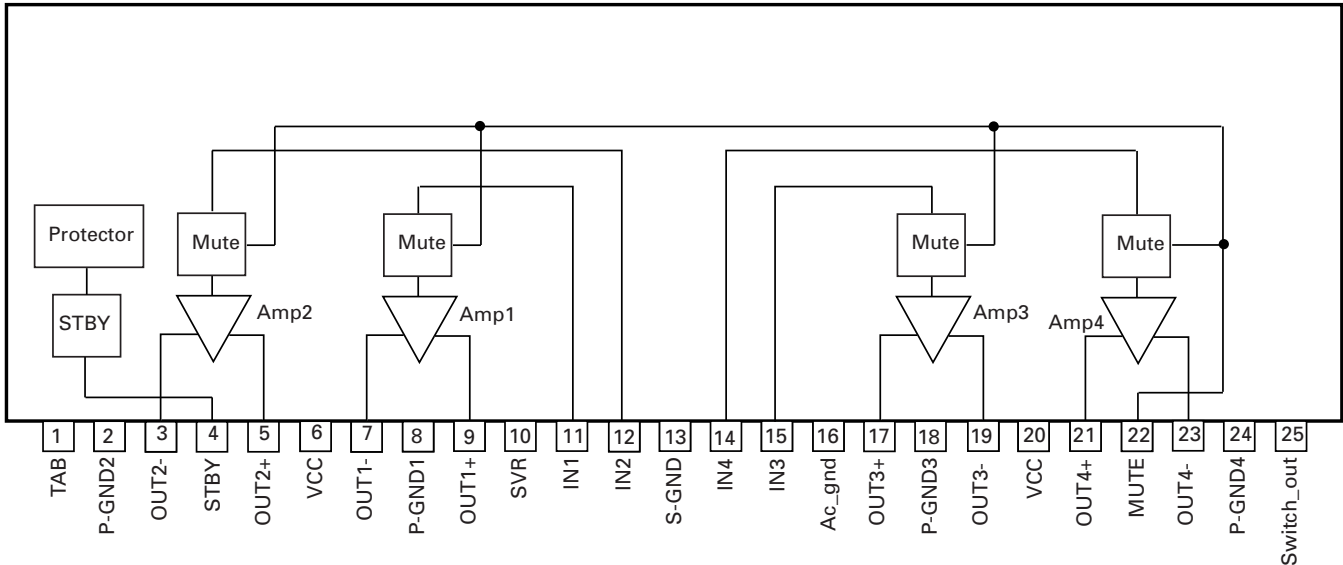 Protector
Mute
Mute
Mute
Mute
STBY
Amp2
Amp1
Amp3
Amp4
1 2 3 4 5 6 7 8 9 10 11 12 13 14 15 16 17 18 19 20 21 22 23 24 25
TAB
P-GND2
OUT2-
STBY
OUT2+
VCC
OUT1-
P-GND1
OUT1+
SVR
IN1
IN2
S-GND
IN4
IN3
Ac_gnd
OUT3+
P-GND3
OUT3-
VCC
OUT4+
MUTE
OUT4-
P-GND4
Switch_out